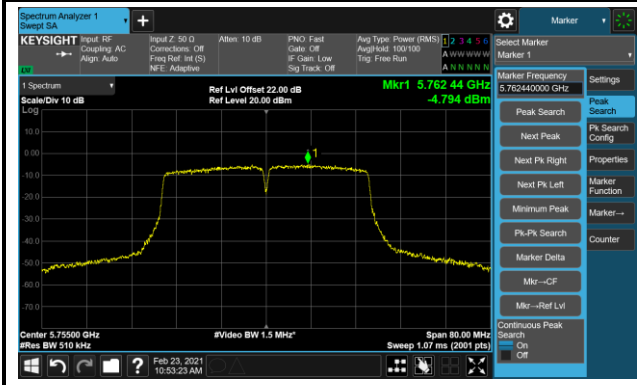 Spectrum Analyzer 1
Swept SA
Marker
KEYSIGHT
Input: RF
Coupling: AC
Align: Auto
Input Z: 50 Ω
Corrections: Off
Freq Ref: Int (S)
NFE: Adaptive
Atten: 10 dB
PNO: Fast
Gate: Off
IF Gain: Low
Sig Track: Off
Avg Type: Power (RMS)
Avg|Hold: 100/100
Trig: Free Run
1 2 3 4 5 6
A W W W W W
A N N N N N
Select Marker
Marker 1
1 Spectrum
Scale/Div 10 dB
Log
Ref Lvl Offset 22.00 dB
Ref Level 20.00 dBm
Mkr1 5.762 44 GHz
-4.794 dBm
10.0
0.00
-10.0
-20.0
-30.0
-40.0
-50.0
-60.0
-70.0
1
Center 5.75500 GHz
#Res BW 510 kHz
#Video BW 1.5 MHz*
Span 80.00 MHz
Sweep 1.07 ms (2001 pts)
Marker Frequency
5.762440000 GHz
Peak Search
Next Peak
Next Pk Right
Next Pk Left
Minimum Peak
Pk-Pk Search
Marker Delta
Mkr→CF
Mkr→Ref Lvl
Continuous Peak
Search
On
Off
Settings
Peak
Search
Pk Search
Config
Properties
Marker
Function
Marker→
Counter
?
Feb 23, 2021
10:53:23 AM